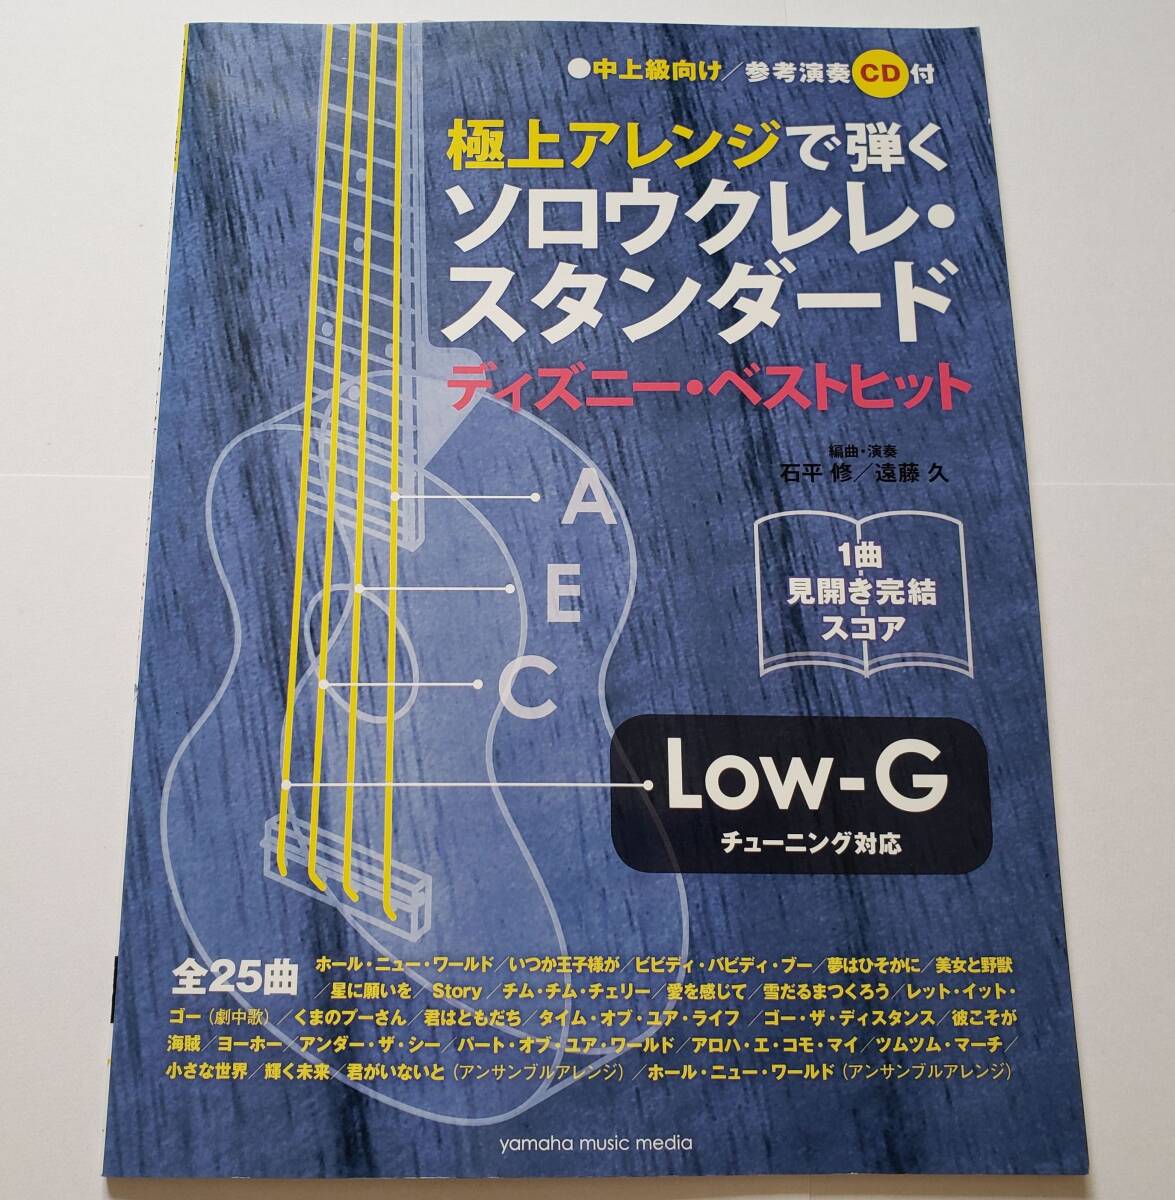 ●中上級向け／参考演奏CD付
極上アレンジで弾く
ソロウクレレ・
スタンダード
ディズニー・ベストヒット
編曲・演奏
石平 修／遠藤 久
A
E
C
1曲
見開き完結
スコア
Low-G
チューニング対応
全25曲
ホール・ニュー・ワールド／いつか王子様が／ビビディ・バビディ・ブー／夢はひそかに／美女と野獣
／星に願いを／Story／チム・チム・チェリー／愛を感じて／雪だるまつくろう／レット・イット・
ゴー（劇中歌）／くまのプーさん／君はともだち／タイム・オブ・ユア・ライフ／ゴー・ザ・ディスタンス／彼こそが
海賊／ヨーホー／アンダー・ザ・シー／パート・オブ・ユア・ワールド／アロハ・エ・コモ・マイ／ツムツム・マーチ／
小さな世界／輝く未来／君がいないと（アンサンブルアレンジ）／ホール・ニュー・ワールド（アンサンブルアレンジ）
yamaha music media